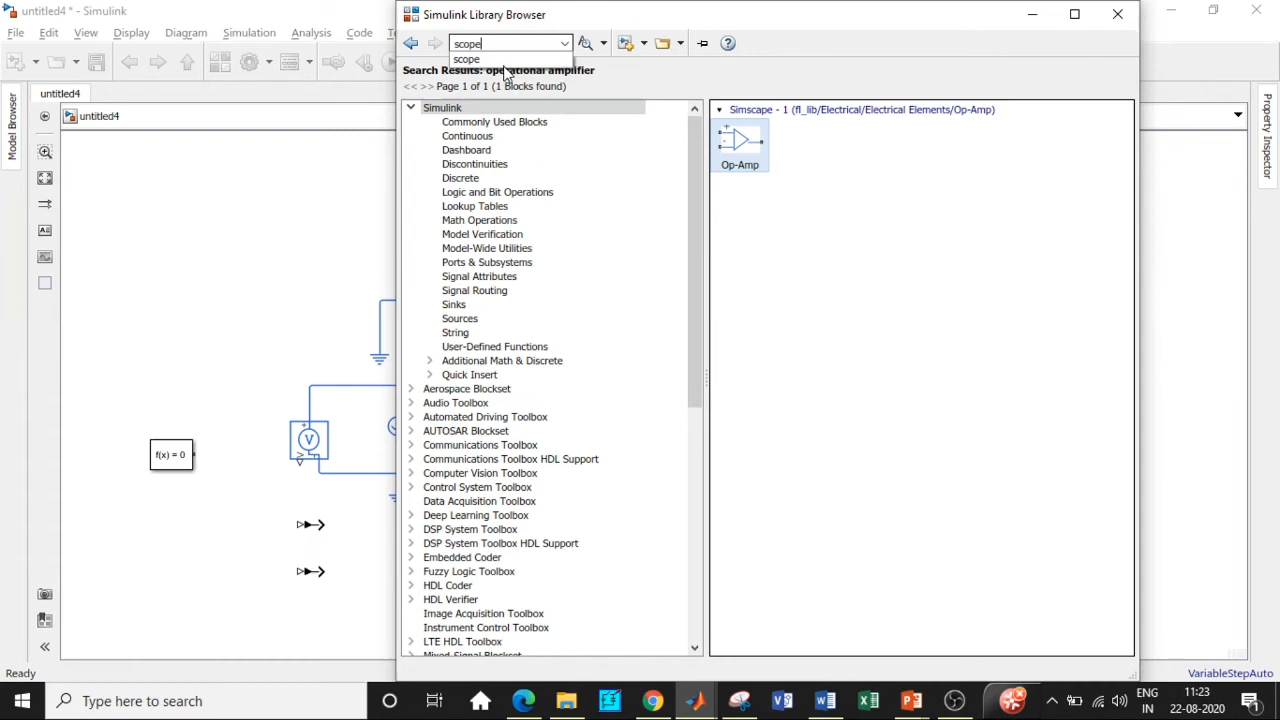 untitled4 * - Simulink
Simulink Library Browser
File Edit View Display Diagram Simulation Analysis Code
scope
scope
Search Results: operational amplifier
<< >> Page 1 of 1 (1 Blocks found)
untitled4
untitled4
Model Browser
Property Inspector
Simulink
Commonly Used Blocks
Continuous
Dashboard
Discontinuities
Discrete
Logic and Bit Operations
Lookup Tables
Math Operations
Model Verification
Model-Wide Utilities
Ports & Subsystems
Signal Attributes
Signal Routing
Sinks
Sources
String
User-Defined Functions
Additional Math & Discrete
Quick Insert
Aerospace Blockset
Audio Toolbox
Automated Driving Toolbox
AUTOSAR Blockset
Communications Toolbox
Communications Toolbox HDL Support
Computer Vision Toolbox
Control System Toolbox
Data Acquisition Toolbox
Deep Learning Toolbox
DSP System Toolbox
DSP System Toolbox HDL Support
Embedded Coder
Fuzzy Logic Toolbox
HDL Coder
HDL Verifier
Image Acquisition Toolbox
Instrument Control Toolbox
LTE HDL Toolbox
Mixed-Signal Blockset
Simscape - 1 (fl_lib/Electrical/Electrical Elements/Op-Amp)
Op-Amp
V
f(x) = 0
Ready
VariableStepAuto
Type here to search
ENG
IN
11:23
22-08-2020